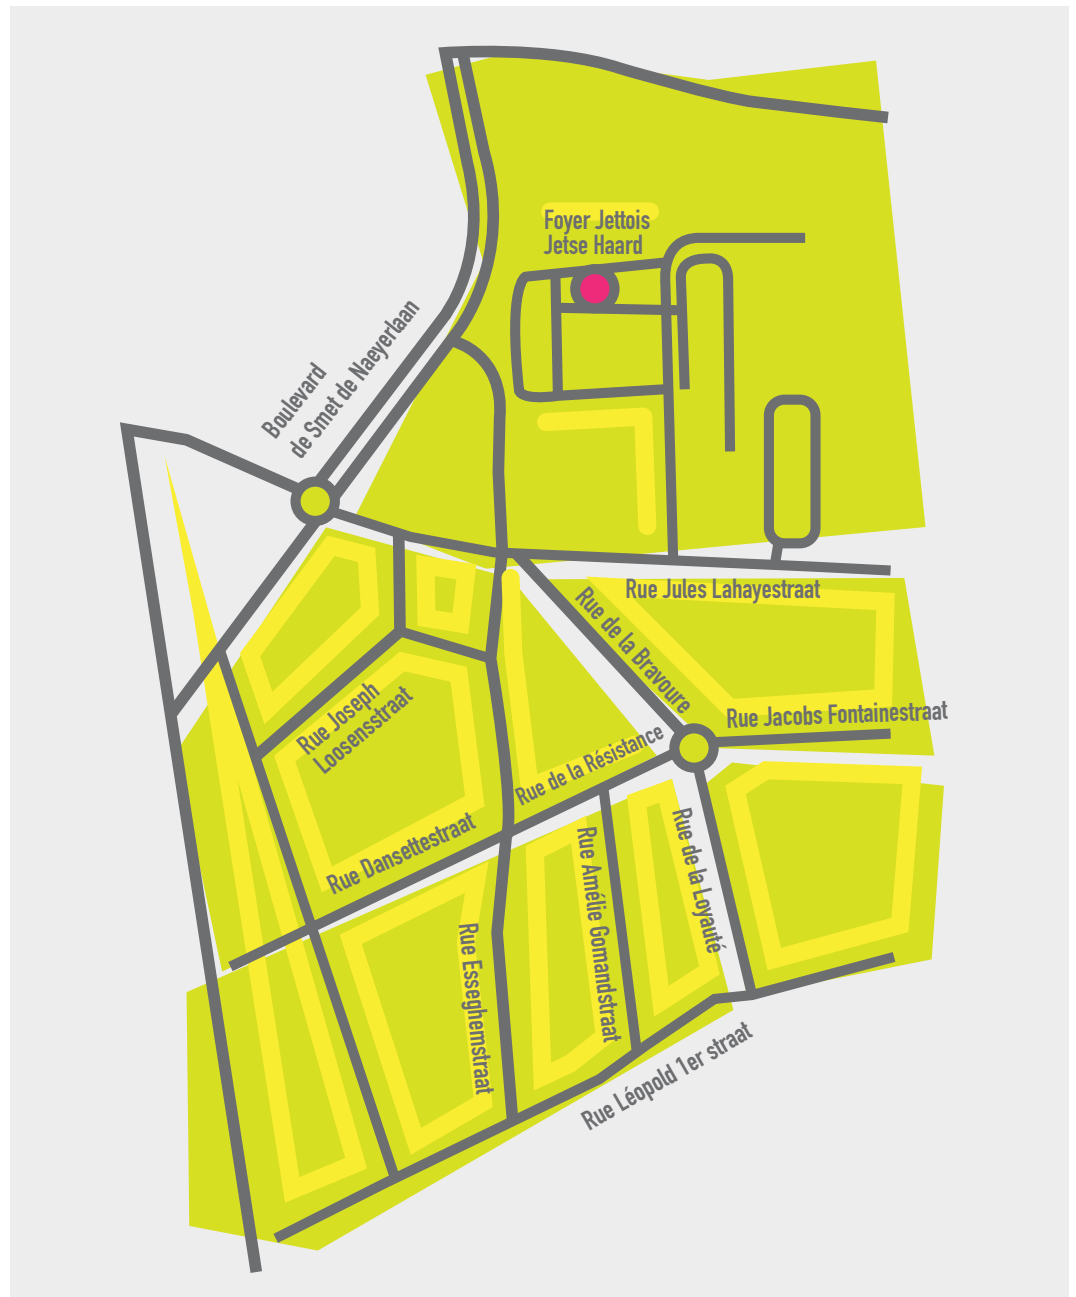 Foyer Jettois
Jetse Haard
Boulevard
de Smet de Naeyerlaan
Rue Jules Lahayestraat
Rue de la Bravoure
Rue Joseph
Loosensstraat
Rue Jacobs Fontainestraat
Rue de la Résistance
Rue Dansettestraat
Rue de la Loyauté
Rue Amélie Gomandstraat
Rue Esseghemstraat
Rue Léopold 1er straat